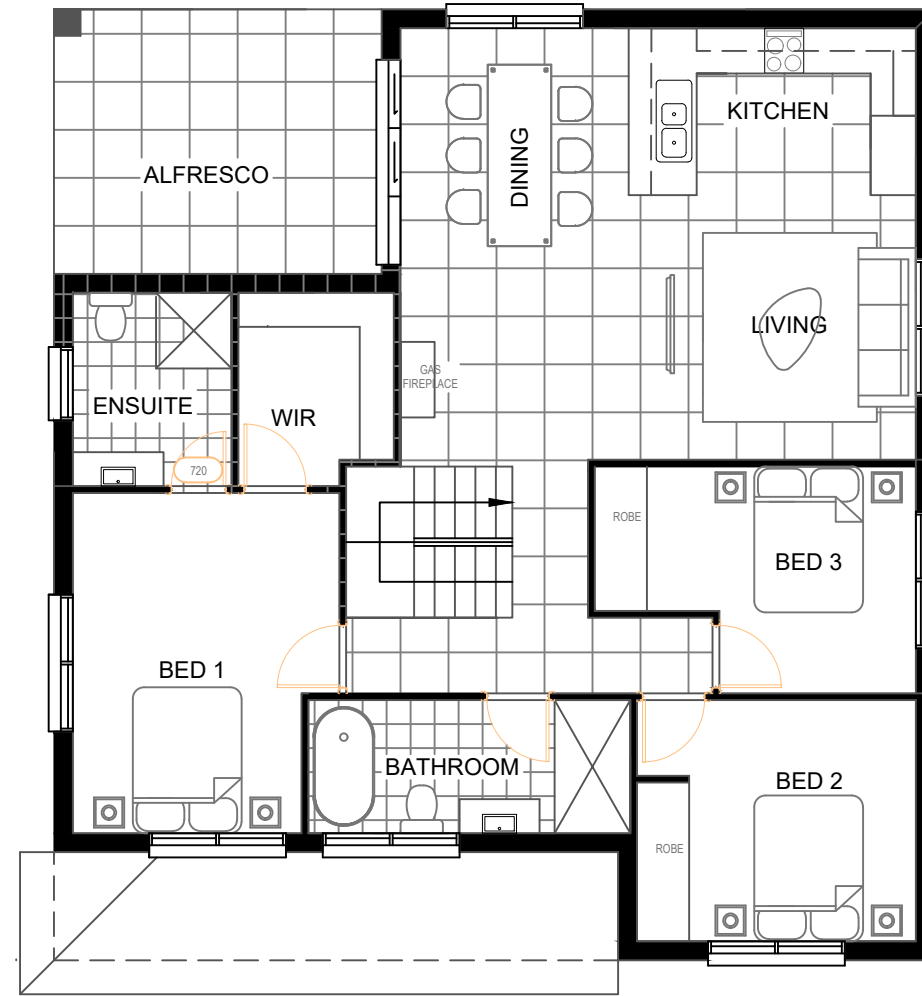 KITCHEN
DINING
ALFRESCO
LIVING
GAS
FIREPLACE
ENSUITE
WIR
720
ROBE
BED 3
BED 1
BATHROOM
BED 2
ROBE